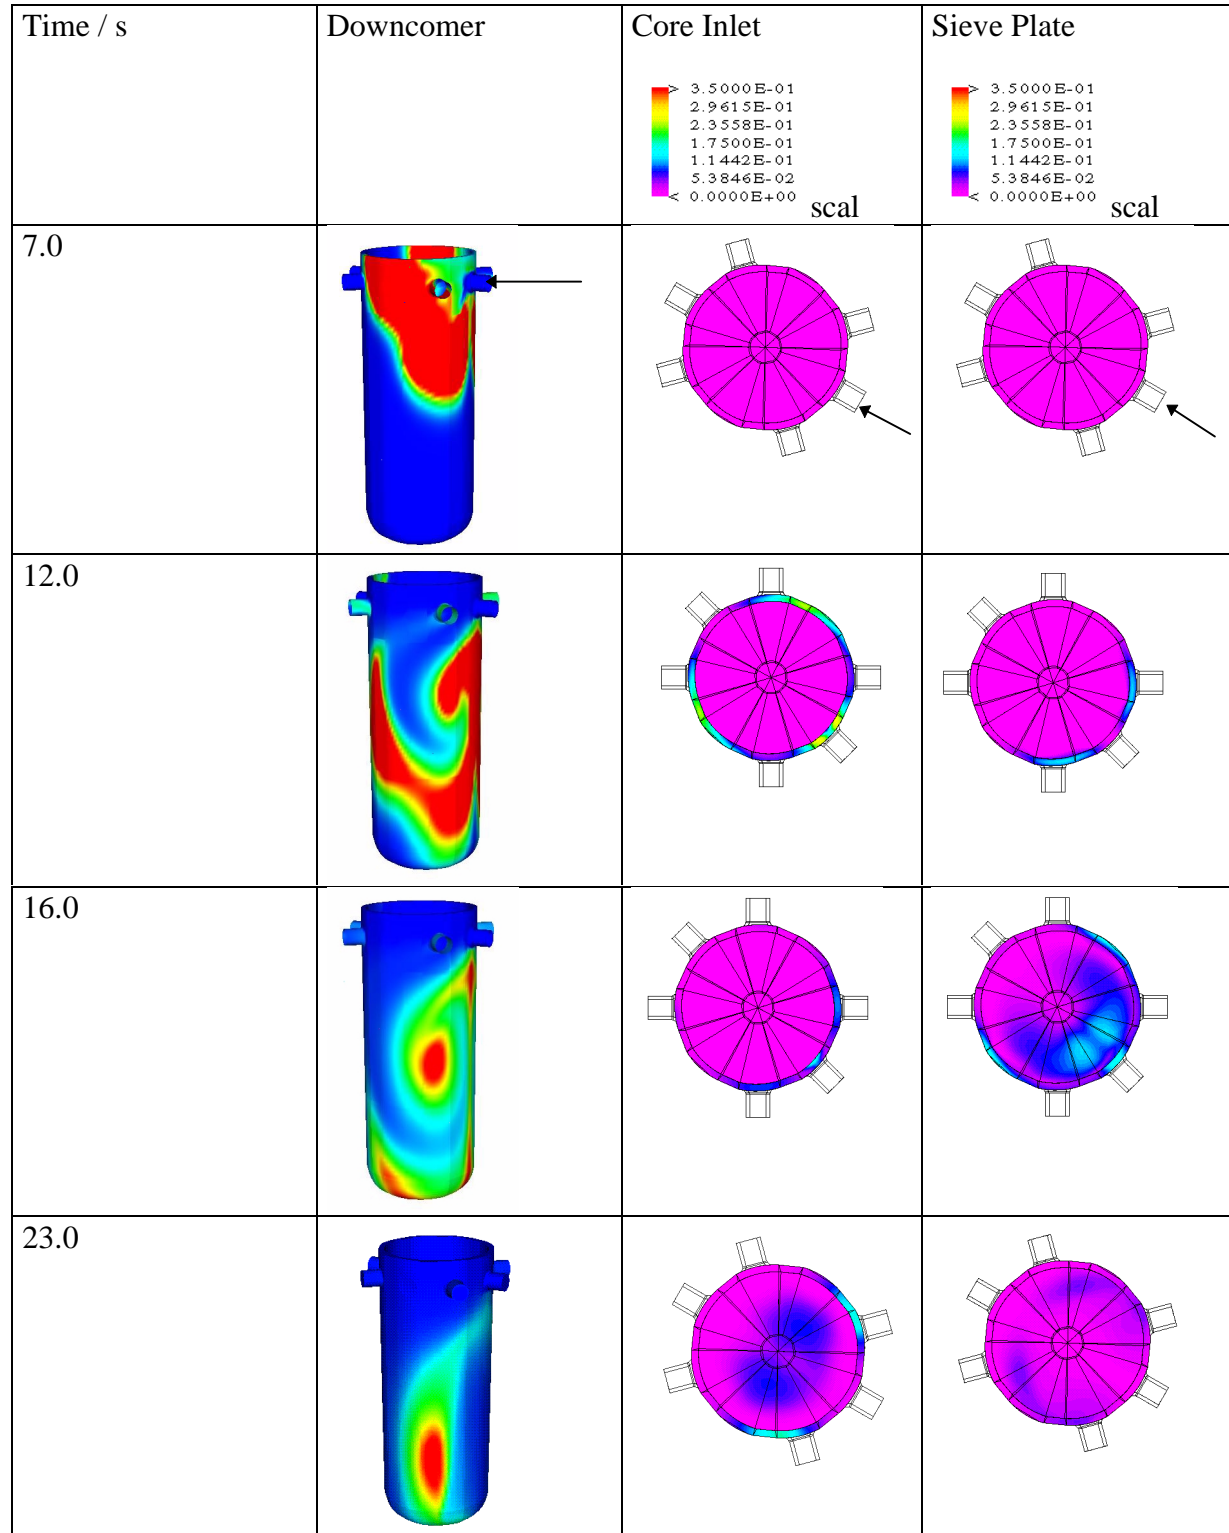 Time / s
Downcomer
Core Inlet
Sieve Plate
> 3.5000E-01
2.9615E-01
2.3558E-01
1.7500E-01
1.1442E-01
5.3846E-02
< 0.0000E+00
scal
> 3.5000E-01
2.9615E-01
2.3558E-01
1.7500E-01
1.1442E-01
5.3846E-02
< 0.0000E+00
scal
7.0
12.0
16.0
23.0